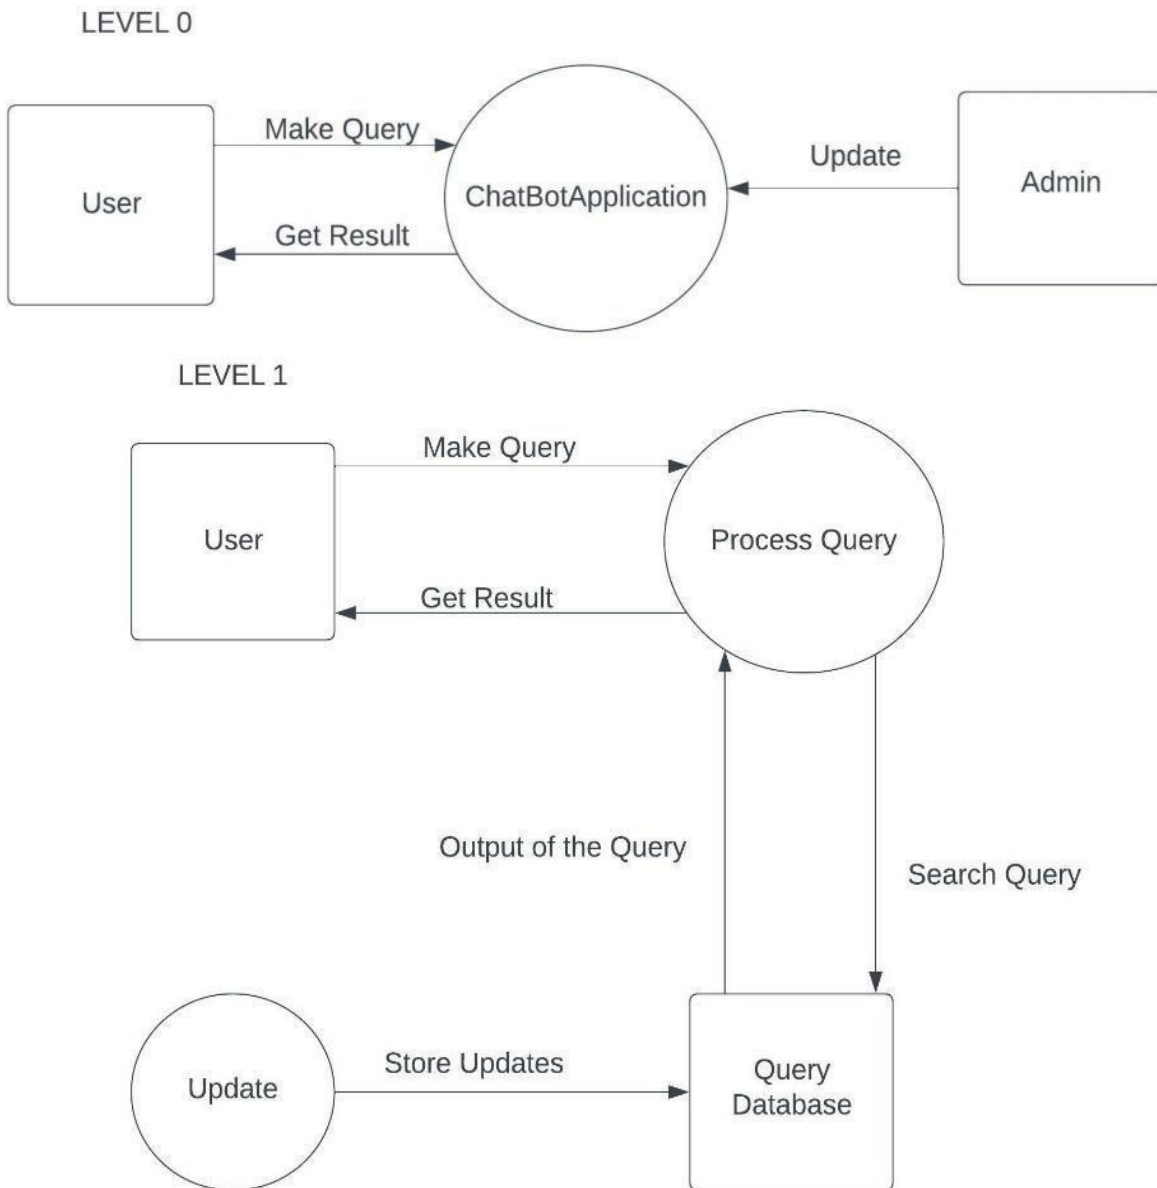 LEVEL 0
Make Query
Update
User
ChatBotApplication
Admin
Get Result
LEVEL 1
Make Query
User
Process Query
Get Result
Output of the Query
Search Query
Store Updates
Update
Query
Database